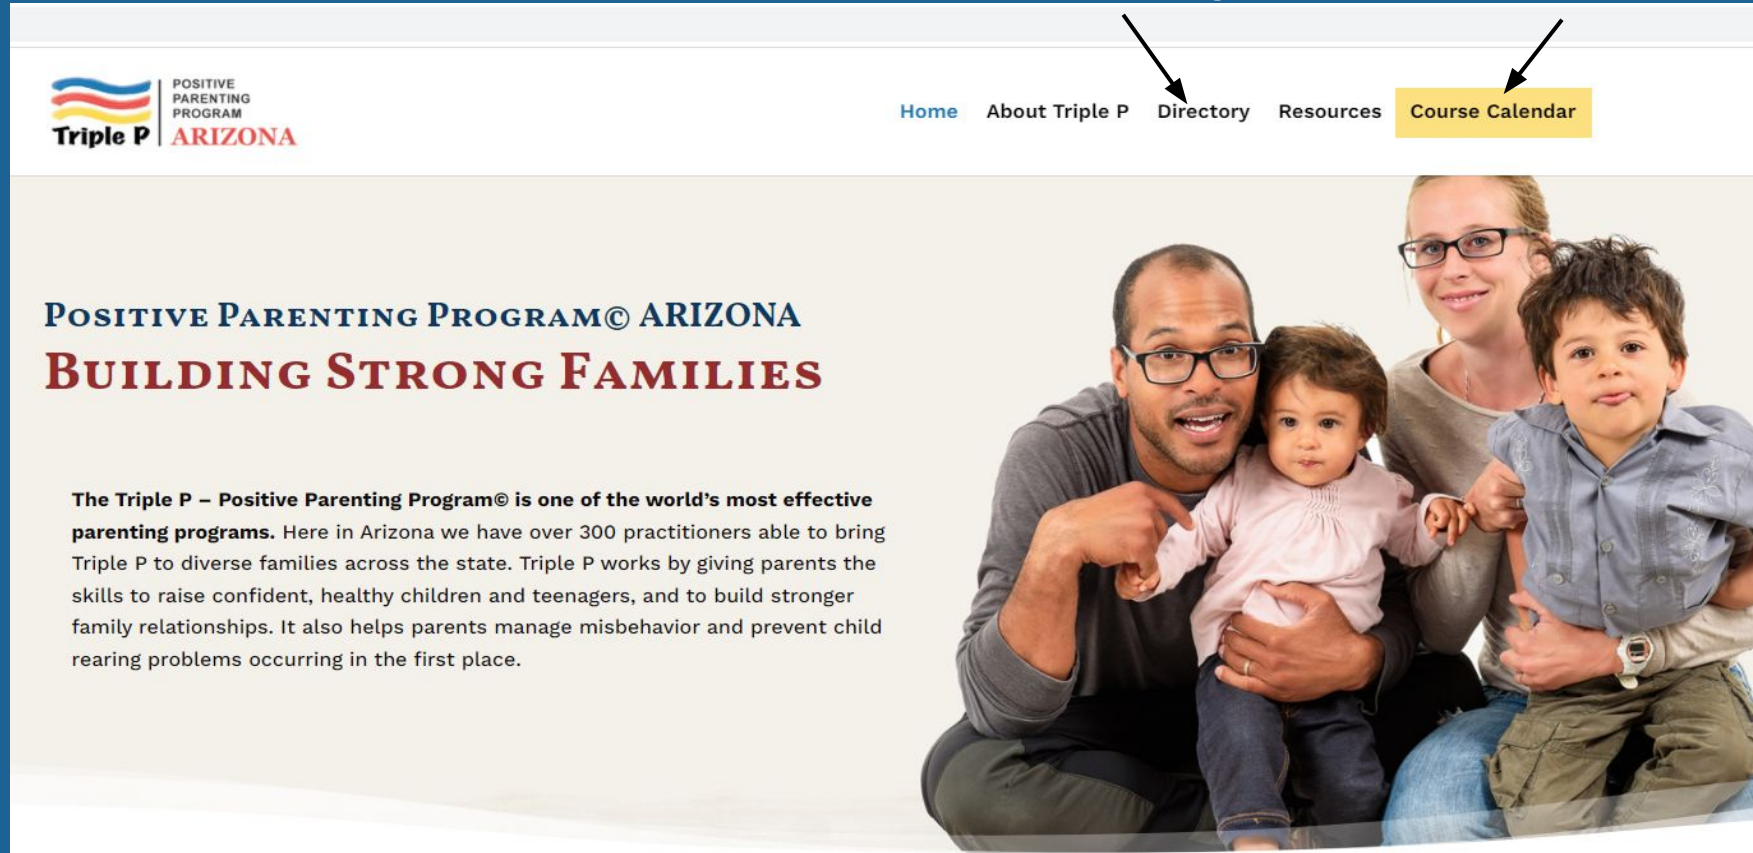 POSITIVE
PARENTING
PROGRAM
Triple P
ARIZONA
Home About Triple P Directory Resources Course Calendar
POSITIVE PARENTING PROGRAM© ARIZONA
BUILDING STRONG FAMILIES
The Triple P – Positive Parenting Program© is one of the world’s most effective
parenting programs. Here in Arizona we have over 300 practitioners able to bring
Triple P to diverse families across the state. Triple P works by giving parents the
skills to raise confident, healthy children and teenagers, and to build stronger
family relationships. It also helps parents manage misbehavior and prevent child
rearing problems occurring in the first place.